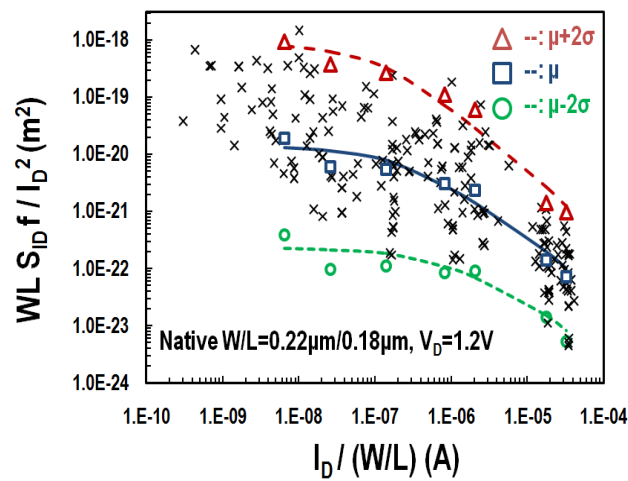 WL S_ID f / I_D^2 (m^2)
1.0E-18
1.0E-19
1.0E-20
1.0E-21
1.0E-22
1.0E-23
1.0E-24
--: μ+2σ
--: μ
--: μ-2σ
Native W/L=0.22μm/0.18μm, V_D=1.2V
1.E-10 1.E-09 1.E-08 1.E-07 1.E-06 1.E-05 1.E-04
I_D / (W/L) (A)